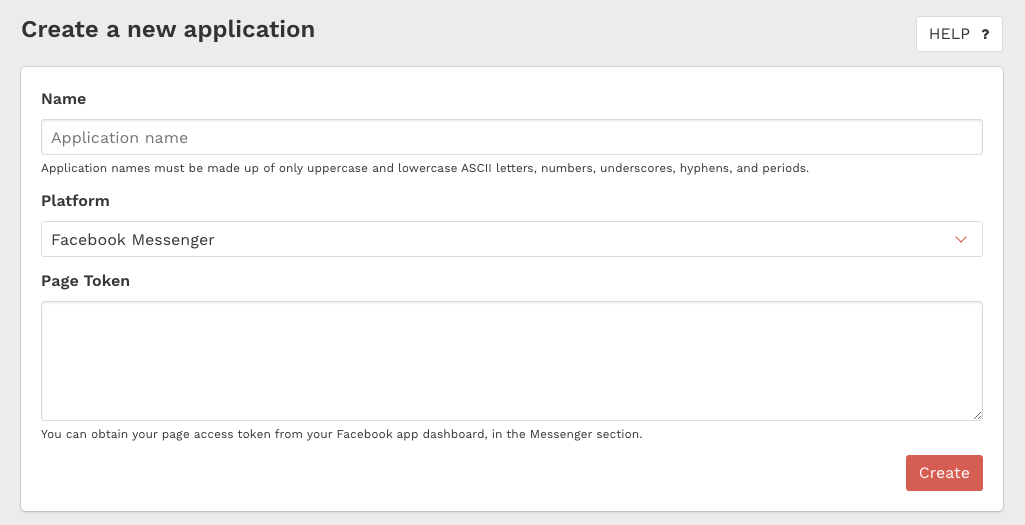 Create a new application
HELP ?
Name
Application name
Application names must be made up of only uppercase and lowercase ASCII letters, numbers, underscores, hyphens, and periods.
Platform
Facebook Messenger
Page Token
You can obtain your page access token from your Facebook app dashboard, in the Messenger section.
Create